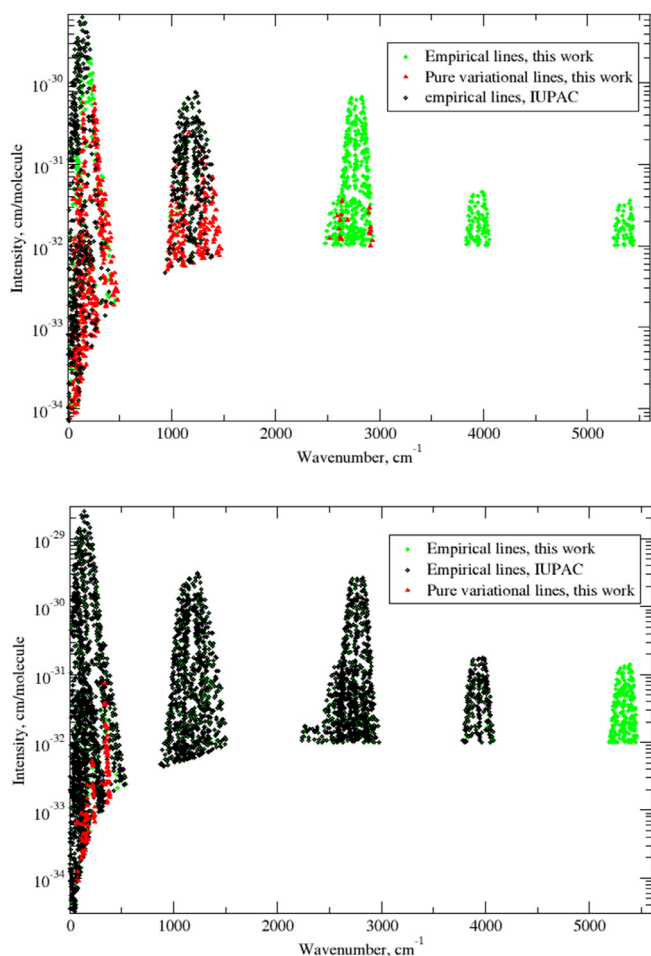 Empirical lines, this work
Pure variational lines, this work
empirical lines, IUPAC
10^-30
10^-31
10^-32
10^-33
10^-34
Intensity, cm/molecule
0 1000 2000 3000 4000 5000
Wavenumber, cm^-1
Empirical lines, this work
Empirical lines, IUPAC
Pure variational lines, this work
10^-29
10^-30
10^-31
10^-32
10^-33
10^-34
Intensity, cm/molecule
0 1000 2000 3000 4000 5000
Wavenumber, cm^-1